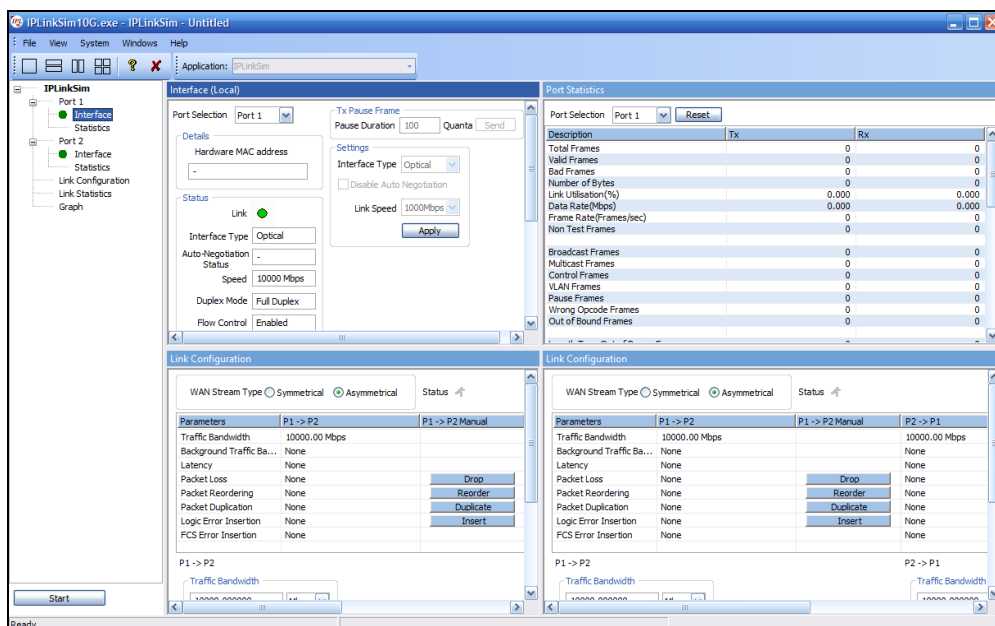 IPLinkSim10G.exe - IPLinkSim - Untitled
File View System Windows Help
Application: IPLinkSim
IPLinkSim
Port 1
Interface
Statistics
Port 2
Interface
Statistics
Link Configuration
Link Statistics
Graph
Start
Ready
Interface (Local)
Port Selection Port 1
Details
Hardware MAC address
-
Status
Link
Interface Type Optical
Auto-Negotiation Status -
Speed 10000 Mbps
Duplex Mode Full Duplex
Flow Control Enabled
Tx Pause Frame
Pause Duration 100 Quanta Send
Settings
Interface Type Optical
Disable Auto Negotiation
Link Speed 1000Mbps
Apply
Port Statistics
Port Selection Port 1 Reset
Description Tx Rx
Total Frames 0 0
Valid Frames 0 0
Bad Frames 0 0
Number of Bytes 0 0
Link Utilisation(%) 0.000 0.000
Data Rate(Mbps) 0.000 0.000
Frame Rate(Frames/sec) 0 0
Non Test Frames 0 0
Broadcast Frames 0 0
Multicast Frames 0 0
Control Frames 0 0
VLAN Frames 0 0
Pause Frames 0 0
Wrong Opcode Frames 0 0
Out of Bound Frames 0 0
Link Configuration
WAN Stream Type Symmetrical Asymmetrical Status
Parameters P1 -> P2 P1 -> P2 Manual
Traffic Bandwidth 10000.00 Mbps
Background Traffic Ba... None
Latency None
Packet Loss None Drop
Packet Reordering None Reorder
Packet Duplication None Duplicate
Logic Error Insertion None Insert
FCS Error Insertion None
P1 -> P2
Traffic Bandwidth
Link Configuration
WAN Stream Type Symmetrical Asymmetrical Status
Parameters P1 -> P2 P1 -> P2 Manual P2 -> P1
Traffic Bandwidth 10000.00 Mbps 10000.00 Mbps
Background Traffic Ba... None None
Latency None None
Packet Loss None Drop None
Packet Reordering None Reorder None
Packet Duplication None Duplicate None
Logic Error Insertion None Insert None
FCS Error Insertion None None
P1 -> P2 P2 -> P1
Traffic Bandwidth Traffic Bandwidth